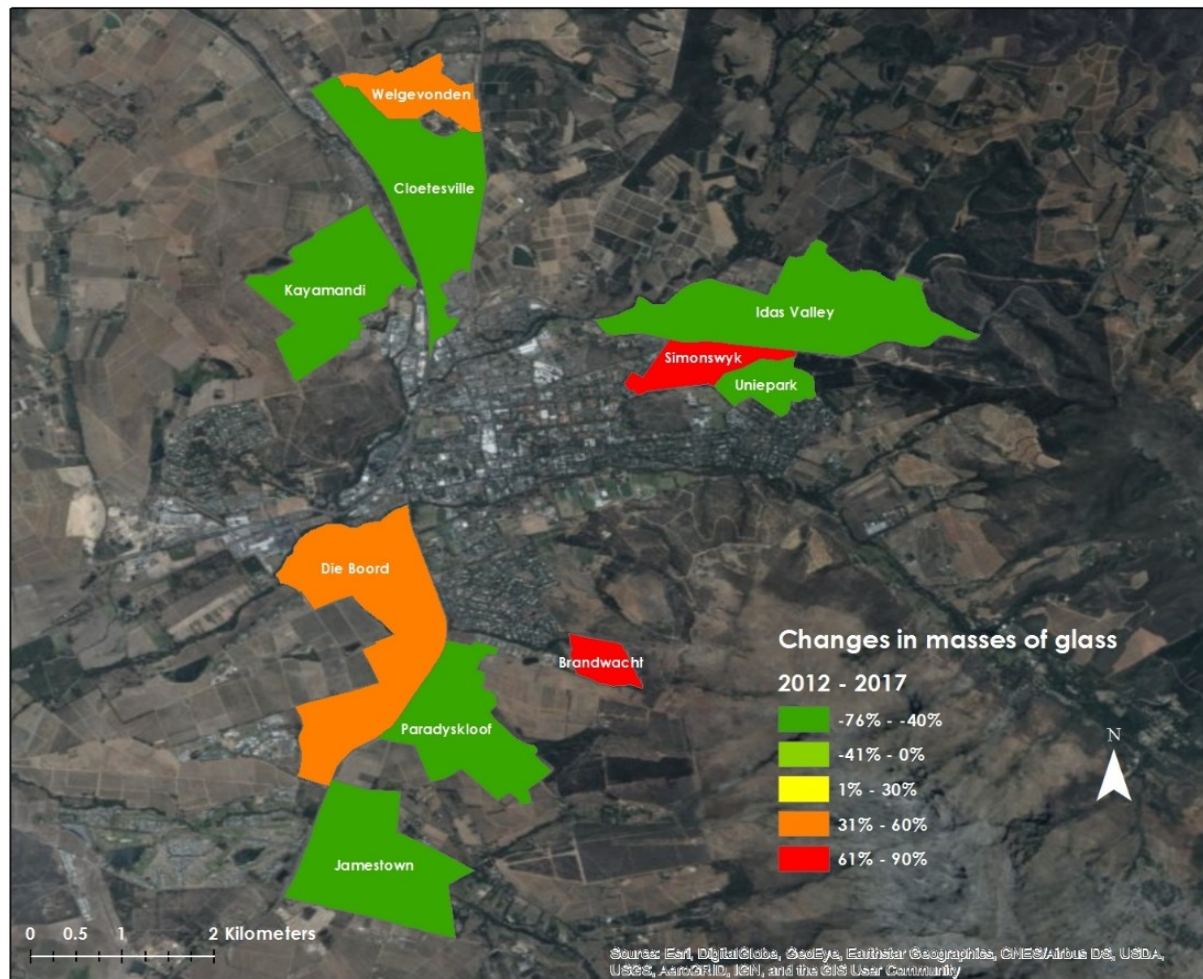 Welgevonden
Cloetesville
Kayamandi
Idas Valley
Simonswyk
Uniepark
Die Boord
Brandwacht
Paradyskloof
Jamestown
Changes in masses of glass
2012 - 2017
-76% - -40%
-41% - 0%
1% - 30%
31% - 60%
61% - 90%
N
0 0.5 1 2 Kilometers
Source: Esri, DigitalGlobe, GeoEye, Earthstar Geographics, CNES/Airbus DS, USDA,
USGS, AeroGRID, IGN, and the GIS User Community